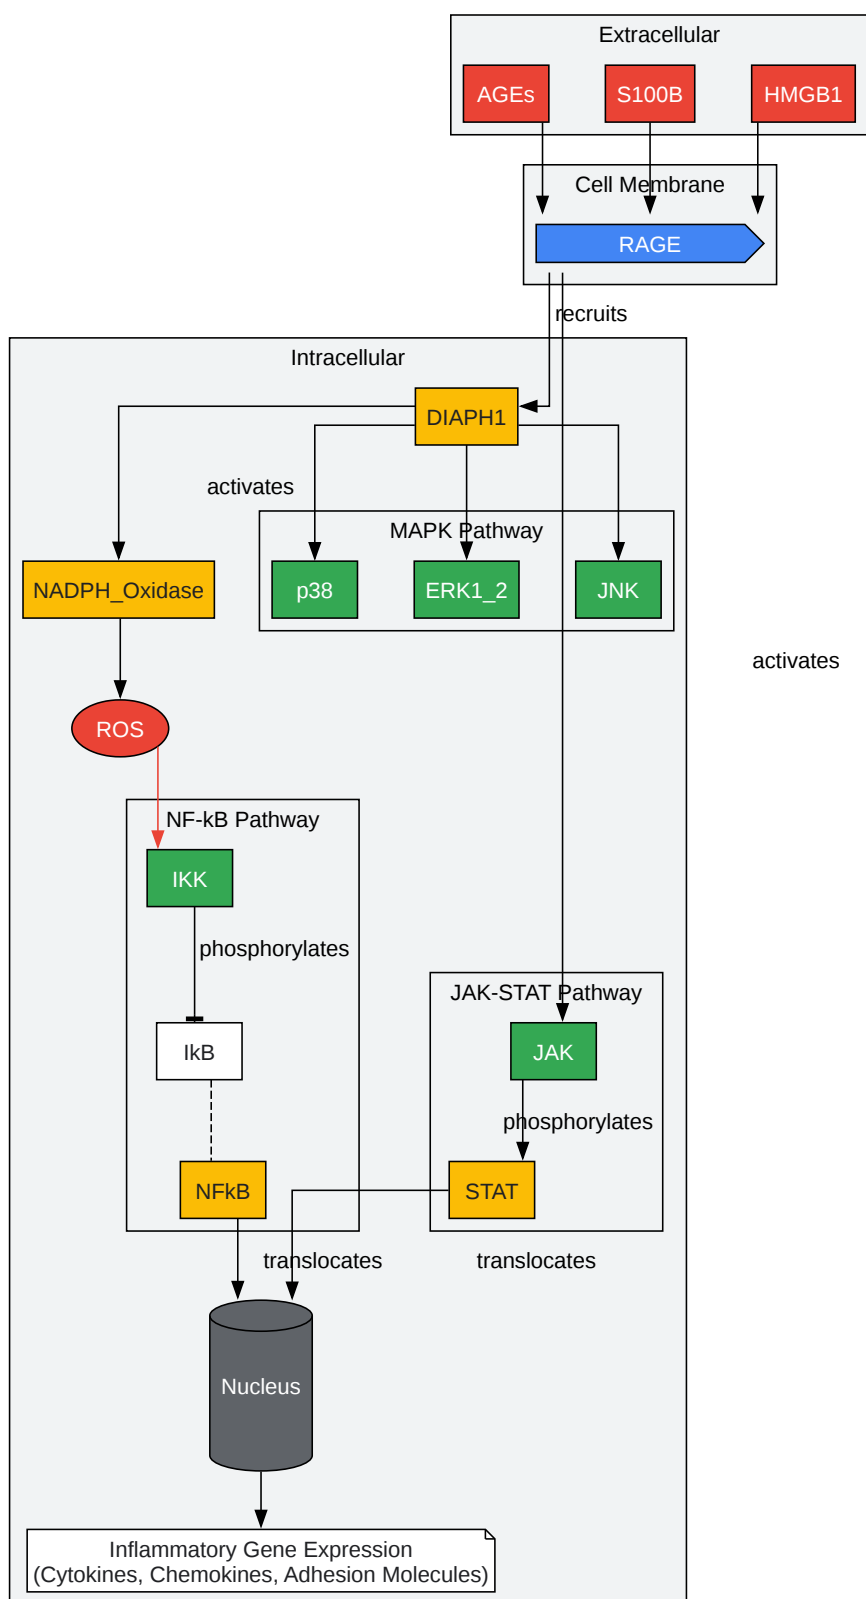 Extracellular
AGEs
S100B
HMGB1
Cell Membrane
RAGE
recruits
Intracellular
DIAPH1
activates
MAPK Pathway
NADPH_Oxidase
p38
ERK1_2
JNK
activates
ROS
NF-kB Pathway
IKK
phosphorylates
JAK-STAT Pathway
IkB
JAK
phosphorylates
NFkB
STAT
translocates
translocates
Nucleus
Inflammatory Gene Expression
(Cytokines, Chemokines, Adhesion Molecules)